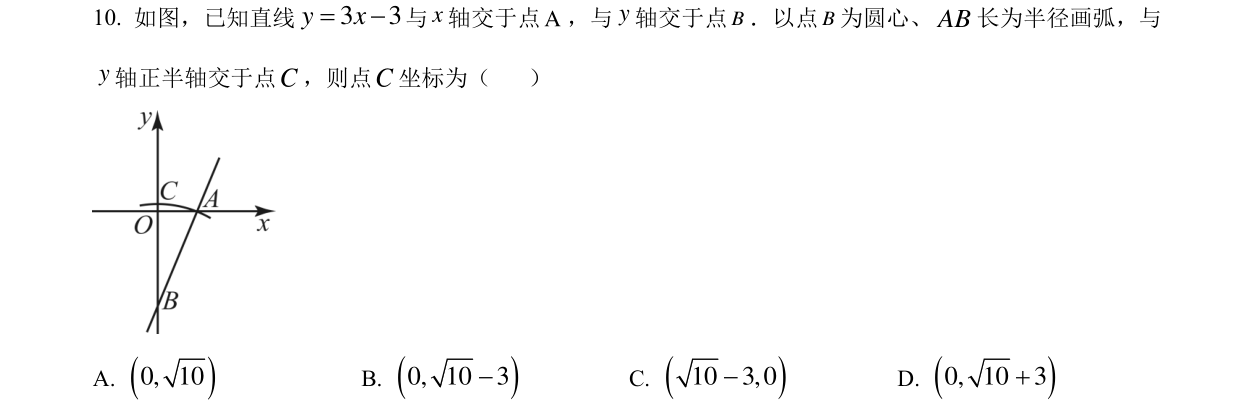 10. 如图，已知直线 y=3x-3 与 x 轴交于点 A，与 y 轴交于点 B．以点 B 为圆心、AB 长为半径画弧，与
y 轴正半轴交于点 C，则点 C 坐标为（  ）
y
C
A
O
x
B
A. (0,√10)  B. (0,√10-3)  C. (√10-3,0)  D. (0,√10+3)